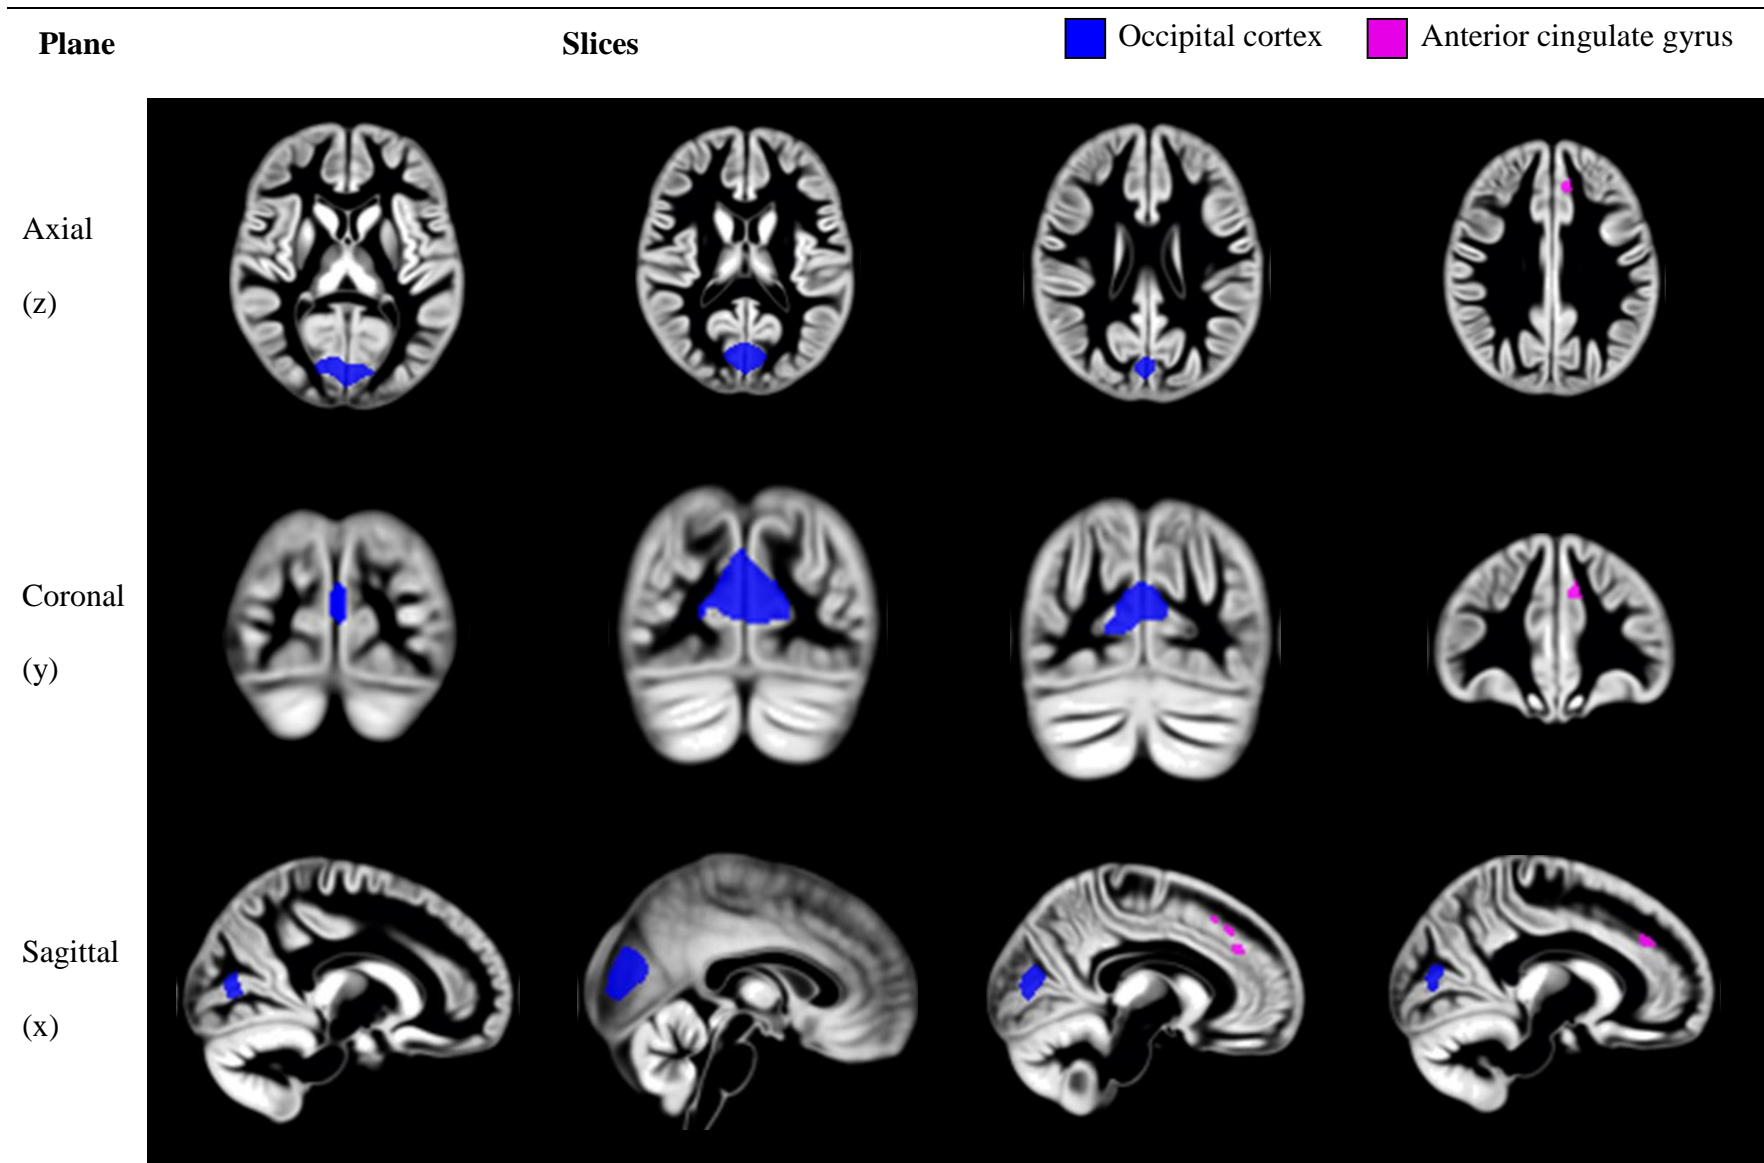 Plane Slices Occipital cortex Anterior cingulate gyrus
Axial
(z)
Coronal
(y)
Sagittal
(x)